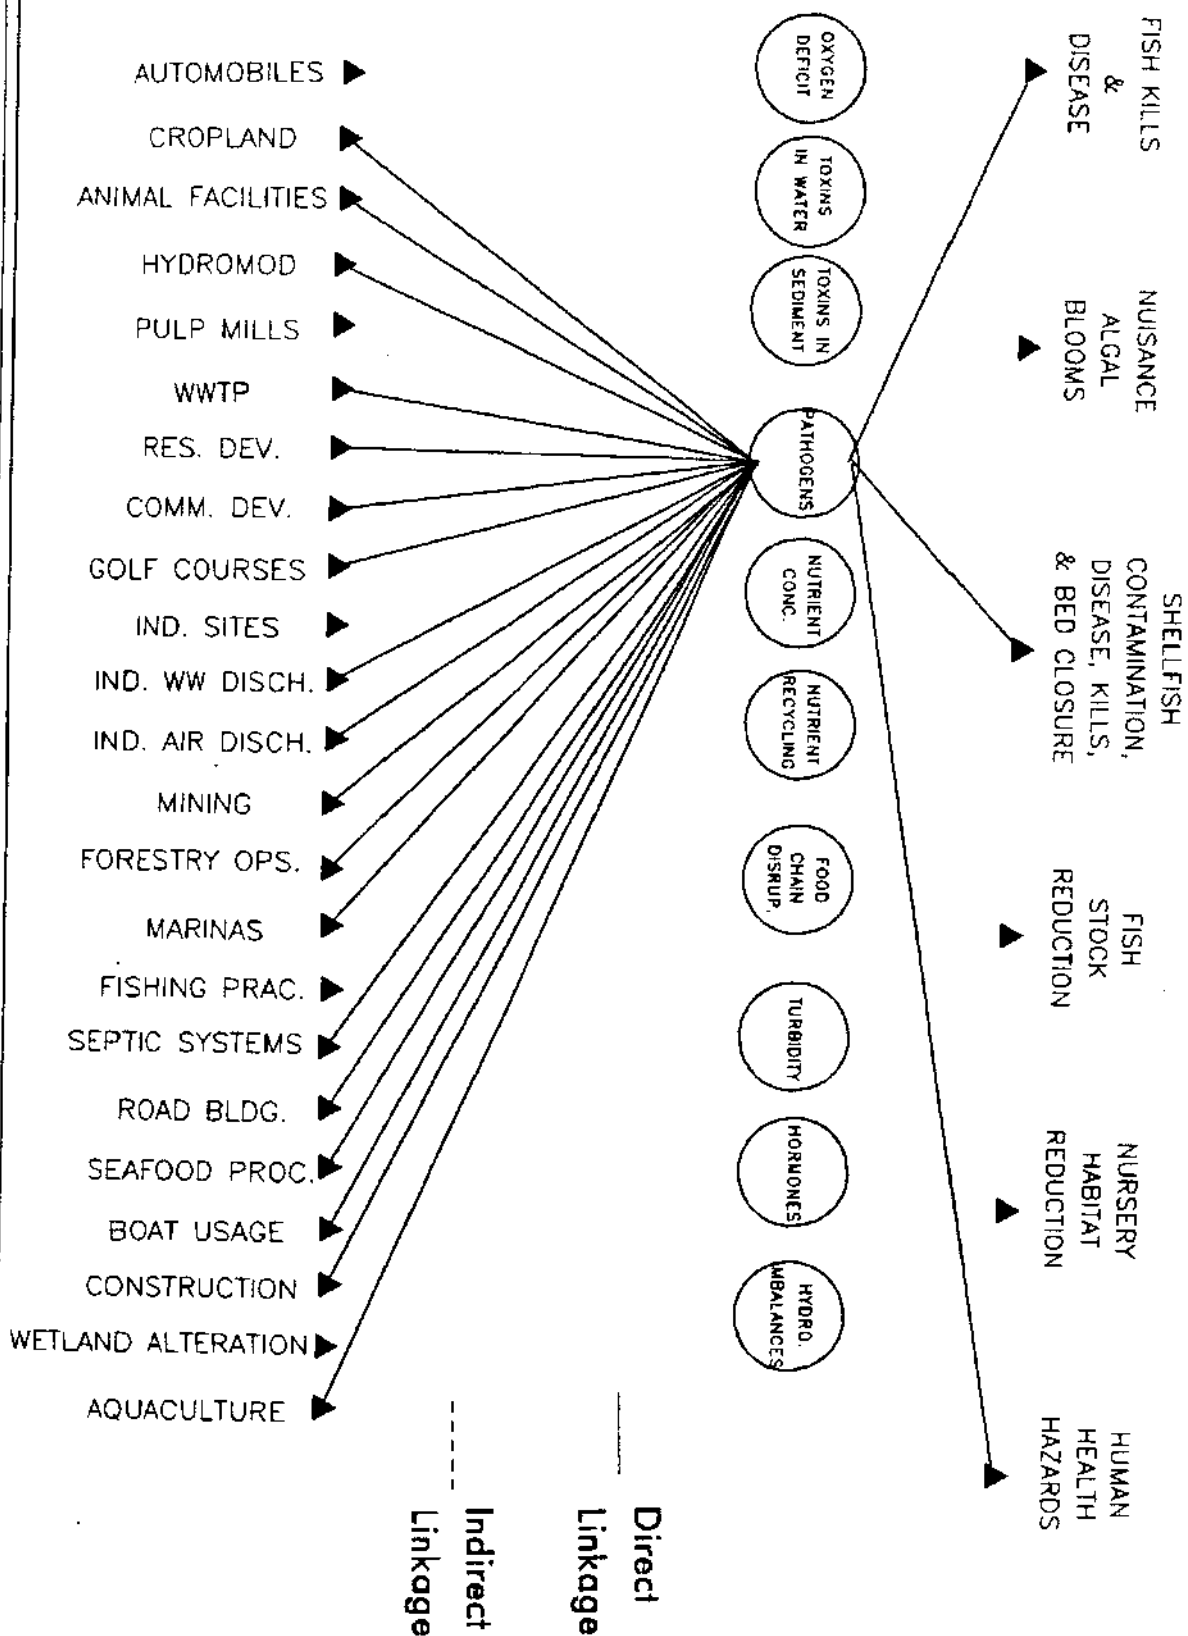 AUTOMOBILES
CROPLAND
ANIMAL FACILITIES
HYDROMOD
PULP MILLS
WWTP
RES. DEV.
COMM. DEV.
GOLF COURSES
IND. SITES
IND. WW DISCH.
IND. AIR DISCH.
MINING
FORESTRY OPS.
MARINAS
FISHING PRAC.
SEPTIC SYSTEMS
ROAD BLDG.
SEAFOOD PROC.
BOAT USAGE
CONSTRUCTION
WETLAND ALTERATION
AQUACULTURE
OXYGEN
DEFICIT
TOXINS
IN WATER
TOXINS IN
SEDIMENT
PATHOGENS
NUTRIENT
CONC.
NUTRIENT
RECYCLING
FOOD
CHAIN
DISRUP.
TURBIDITY
HORMONES
HYDRO.
IMBALANCES
FISH KILLS
&
DISEASE
NUISANCE
ALGAL
BLOOMS
SHELLFISH
CONTAMINATION,
DISEASE, KILLS,
& BED CLOSURE
FISH
STOCK
REDUCTION
NURSERY
HABITAT
REDUCTION
HUMAN
HEALTH
HAZARDS
Direct
Linkage
Indirect
Linkage